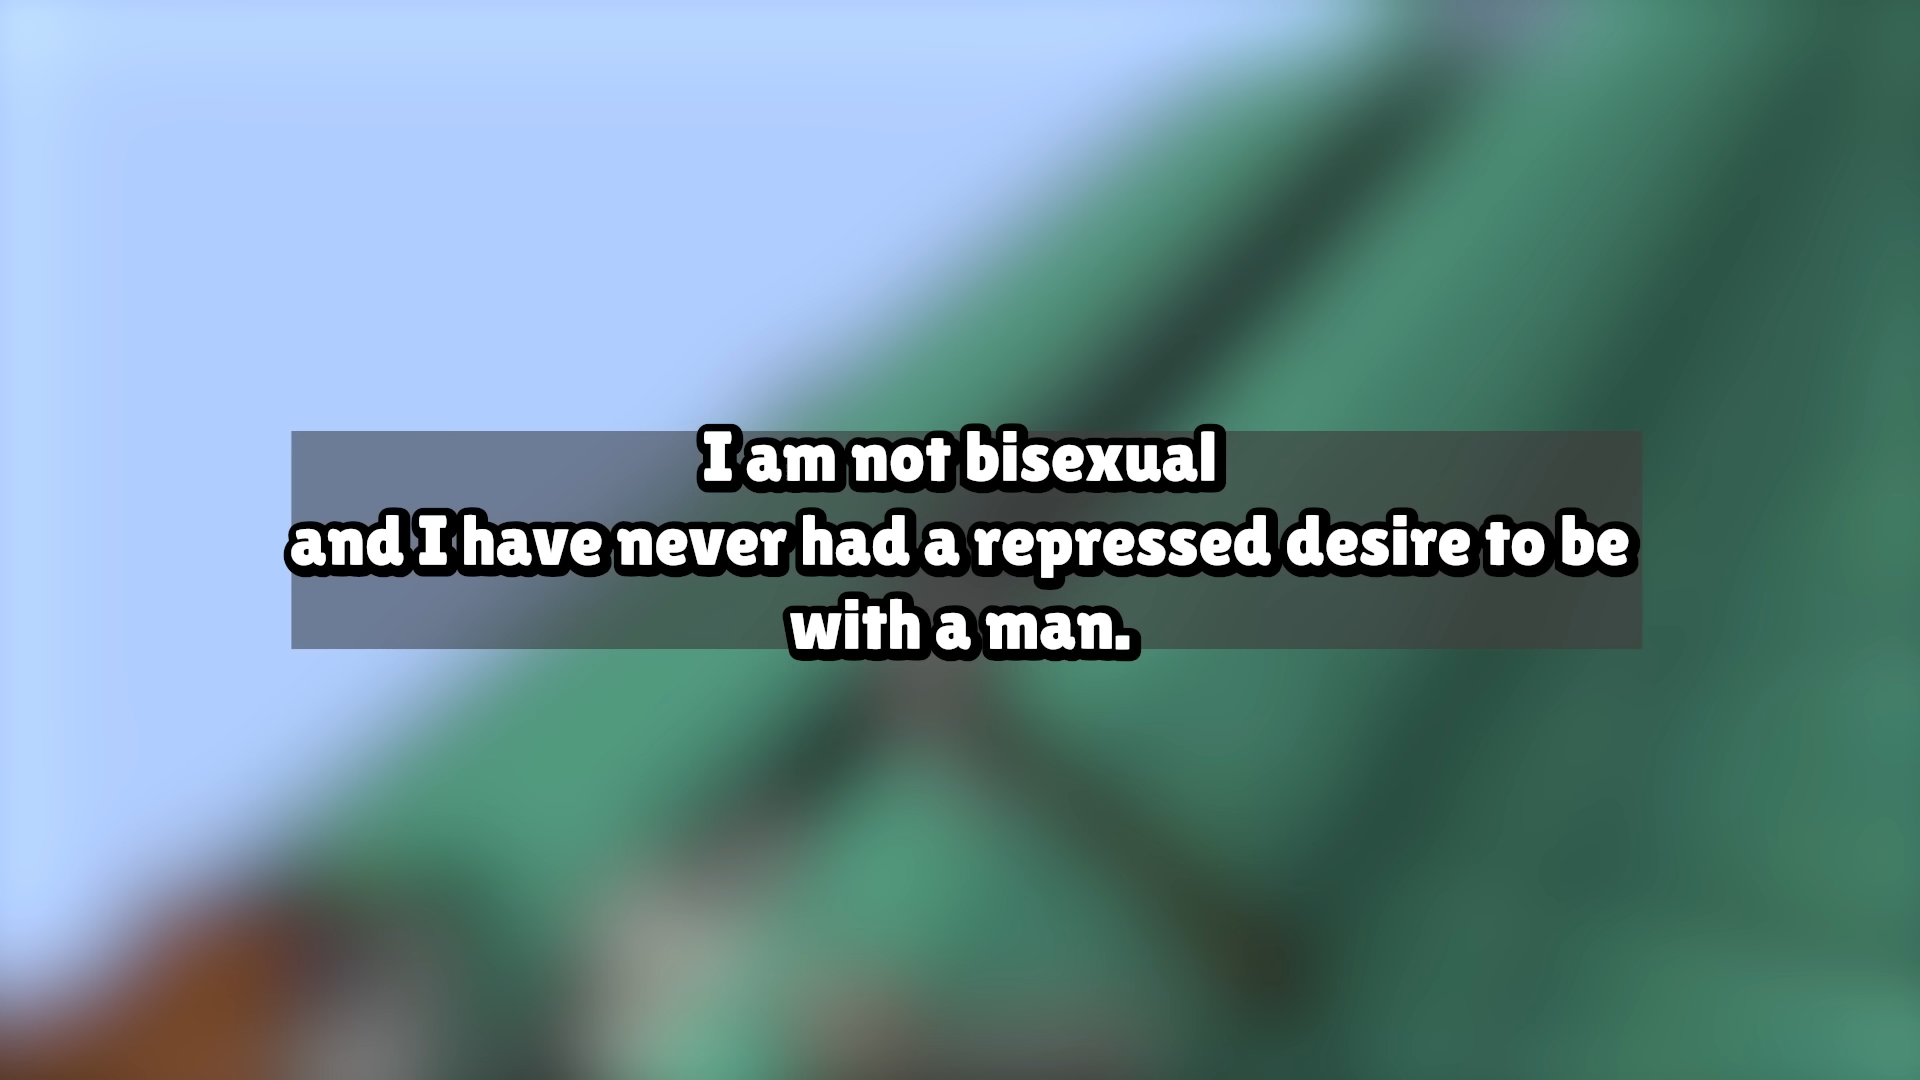 I am not bisexual
and I have never had a repressed desire to be
with a man.